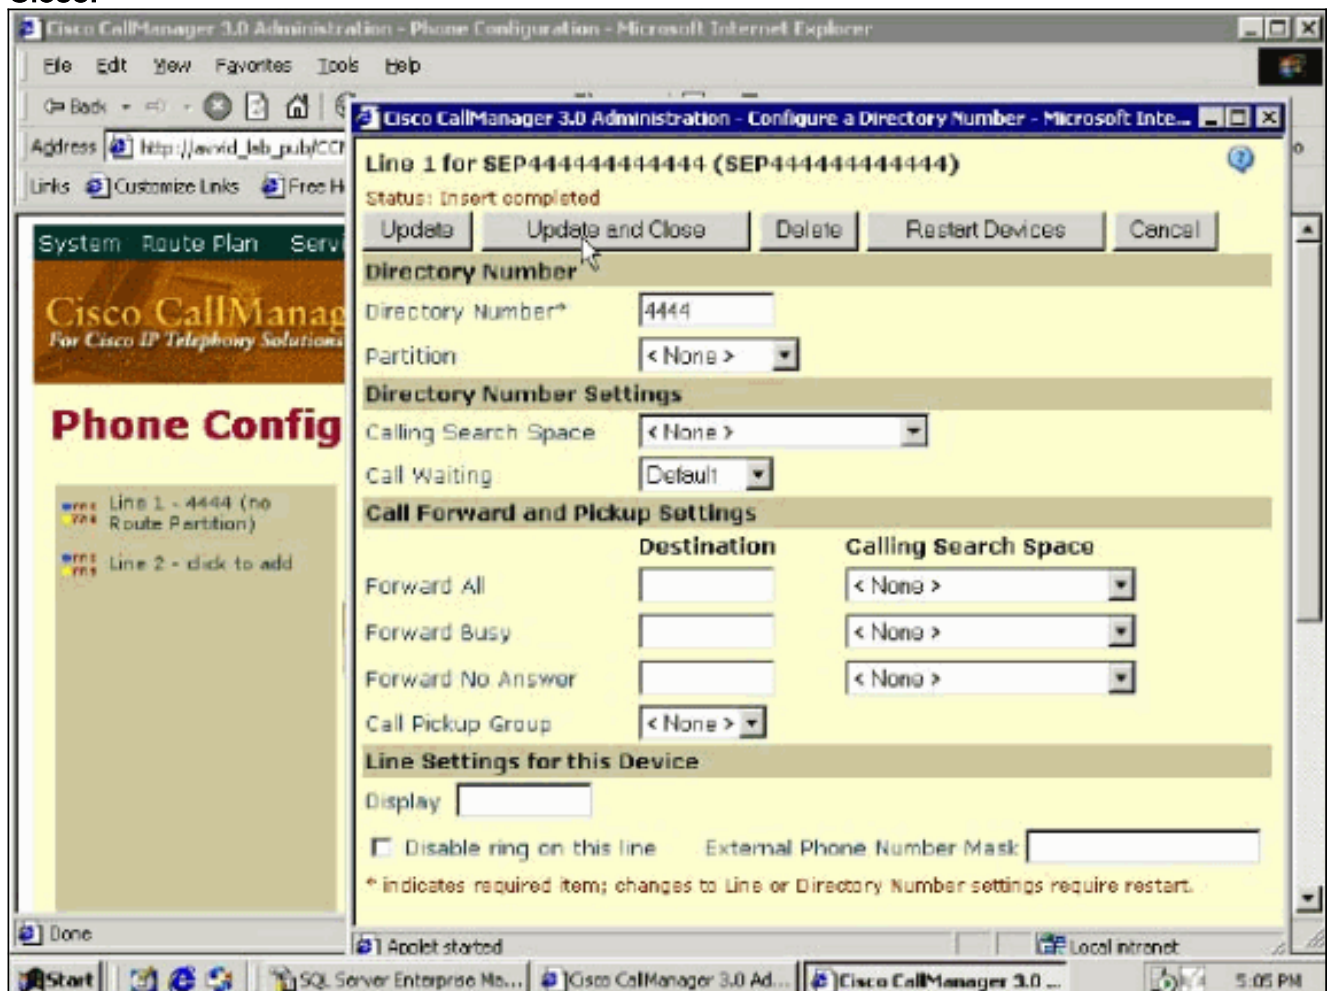 Cisco CallManager 3.0 Administration - Phone Configuration - Microsoft Internet Explorer
File Edit View Favorites Tools Help
Back
Address http://avvid_lab_pub/CCM
Links Customize Links Free H
System Route Plan Servi
Cisco CallManag
For Cisco IP Telephony Solutions
Phone Config
Line 1 - 4444 (no
Route Partition)
Line 2 - click to add
Done
Cisco CallManager 3.0 Administration - Configure a Directory Number - Microsoft Inte...
Line 1 for SEP444444444444 (SEP444444444444)
Status: Insert completed
Update Update and Close Delete Restart Devices Cancel
Directory Number
Directory Number* 4444
Partition < None >
Directory Number Settings
Calling Search Space < None >
Call Waiting Default
Call Forward and Pickup Settings
Destination Calling Search Space
Forward All < None >
Forward Busy < None >
Forward No Answer < None >
Call Pickup Group < None >
Line Settings for this Device
Display
Disable ring on this line External Phone Number Mask
* indicates required item; changes to Line or Directory Number settings require restart.
Applet started Local intranet
Start SQL Server Enterprise Ma... Cisco CallManager 3.0 Ad... Cisco CallManager 3.0 ... 5:05 PM